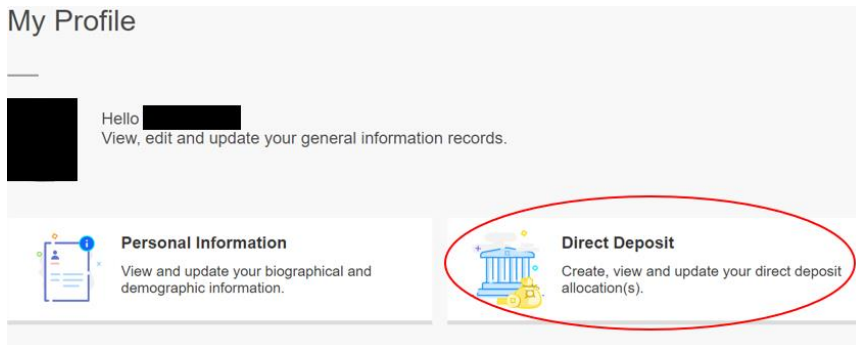 My Profile
Hello
View, edit and update your general information records.
Personal Information
View and update your biographical and
demographic information.
Direct Deposit
Create, view and update your direct deposit
allocation(s).